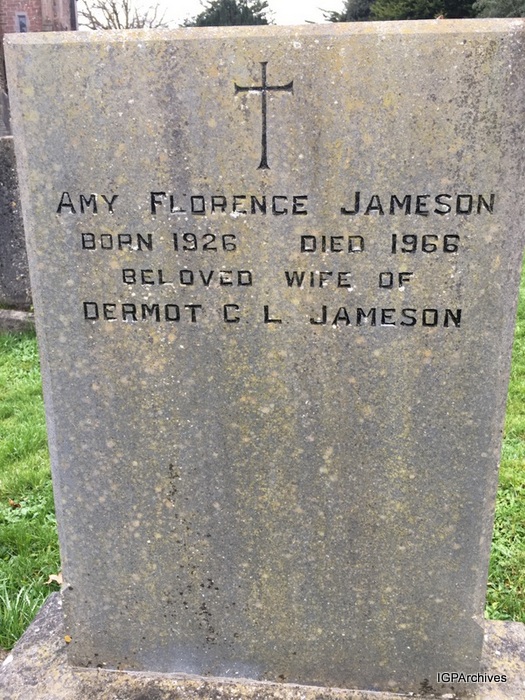 AMY FLORENCE JAMESON
BORN 1926 DIED 1966
BELOVED WIFE OF
DERMOT C L JAMESON
IGPArchives